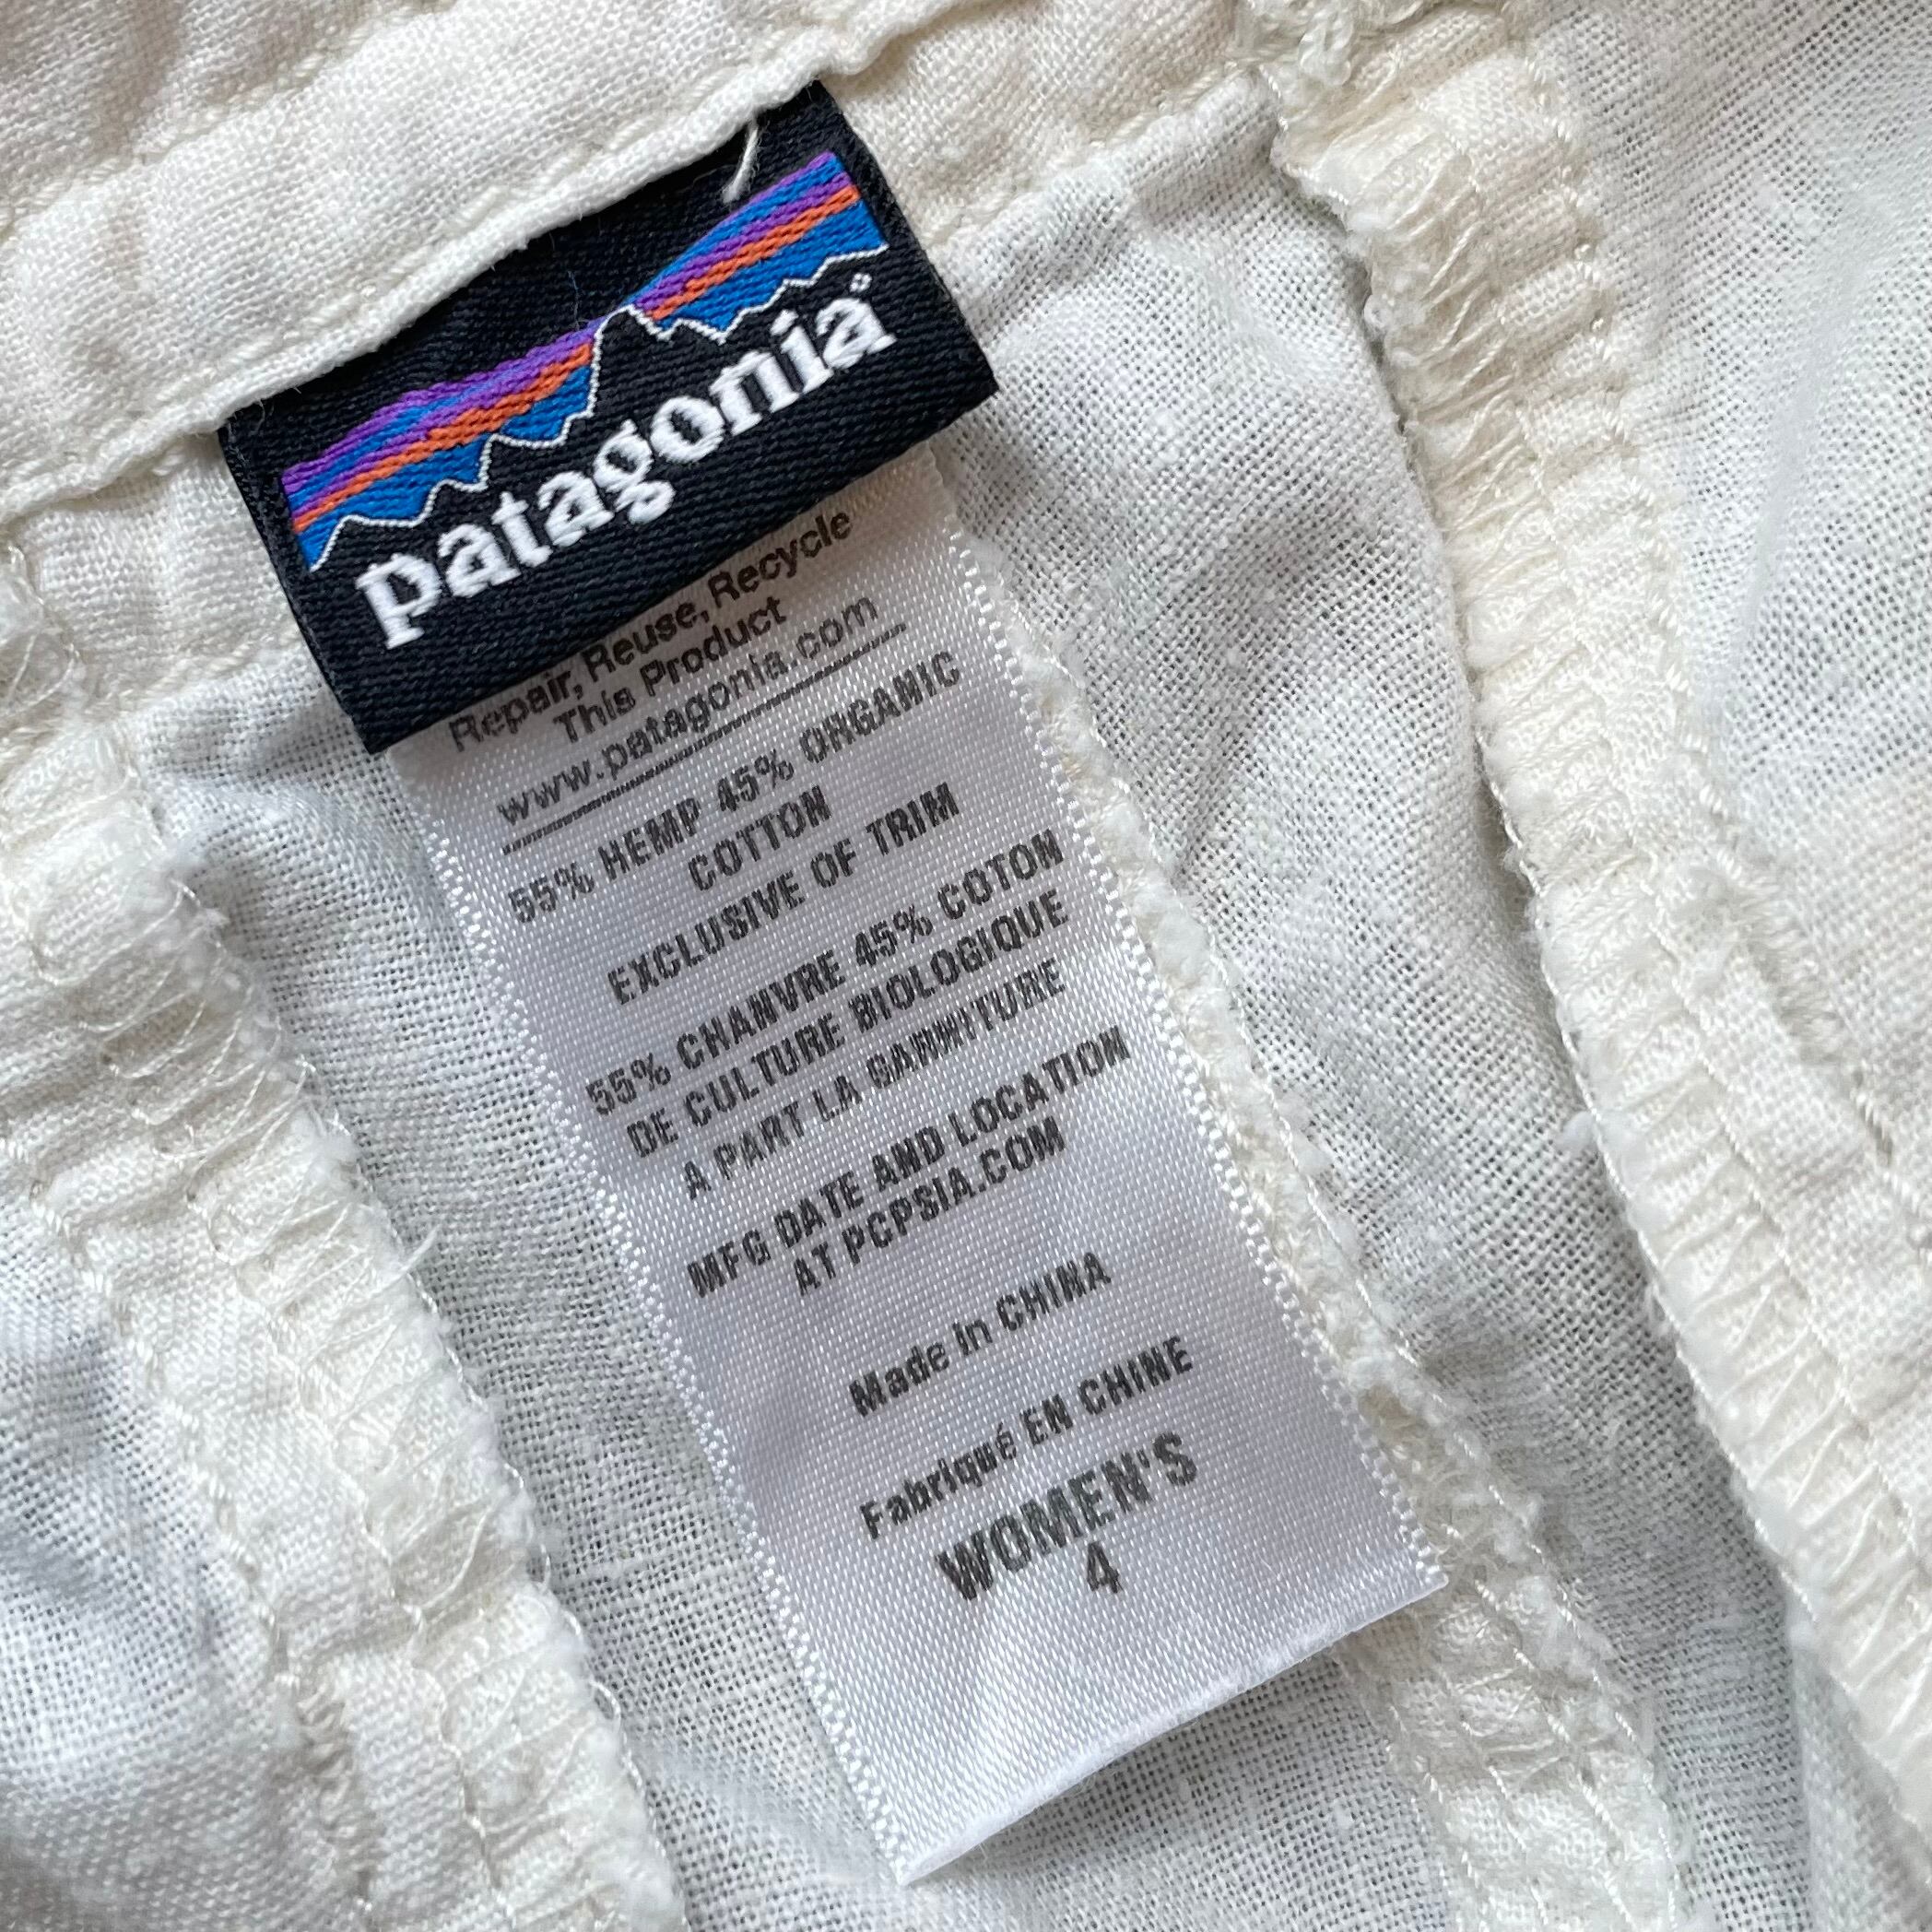 patagonia®
Repair, Reuse, Recycle
This Product
www.patagonia.com
55% HEMP 45% ORGANIC
COTTON
EXCLUSIVE OF TRIM
55% CHANVRE 45% COTON
DE CULTURE BIOLOGIQUE
A PART LA GARNITURE
MFG DATE AND LOCATION
AT PCPSIA.COM
Made in CHINA
Fabriqué EN CHINE
WOMEN'S
4